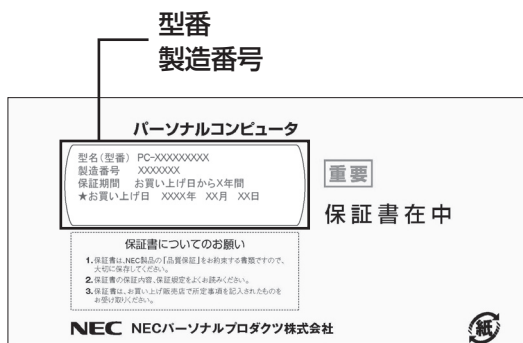 型番
製造番号
パーソナルコンピュータ
型名(型番) PC-XXXXXXXXX
製造番号 XXXXXXX
保証期間 お買い上げ日からX年間
★お買い上げ日 XXXX年 XX月 XX日
重要
保証書在中
保証書についてのお願い
1.保証書は、NEC製品の「品質保証」をお約束する書類ですので、
大切に保存してください。
2.保証書の保証内容、保証規定をよくお読みください。
3.保証書は、お買い上げ販売店で所定事項を記入されたものを
お受け取りください。
NEC NECパーソナルプロダクツ株式会社
紙